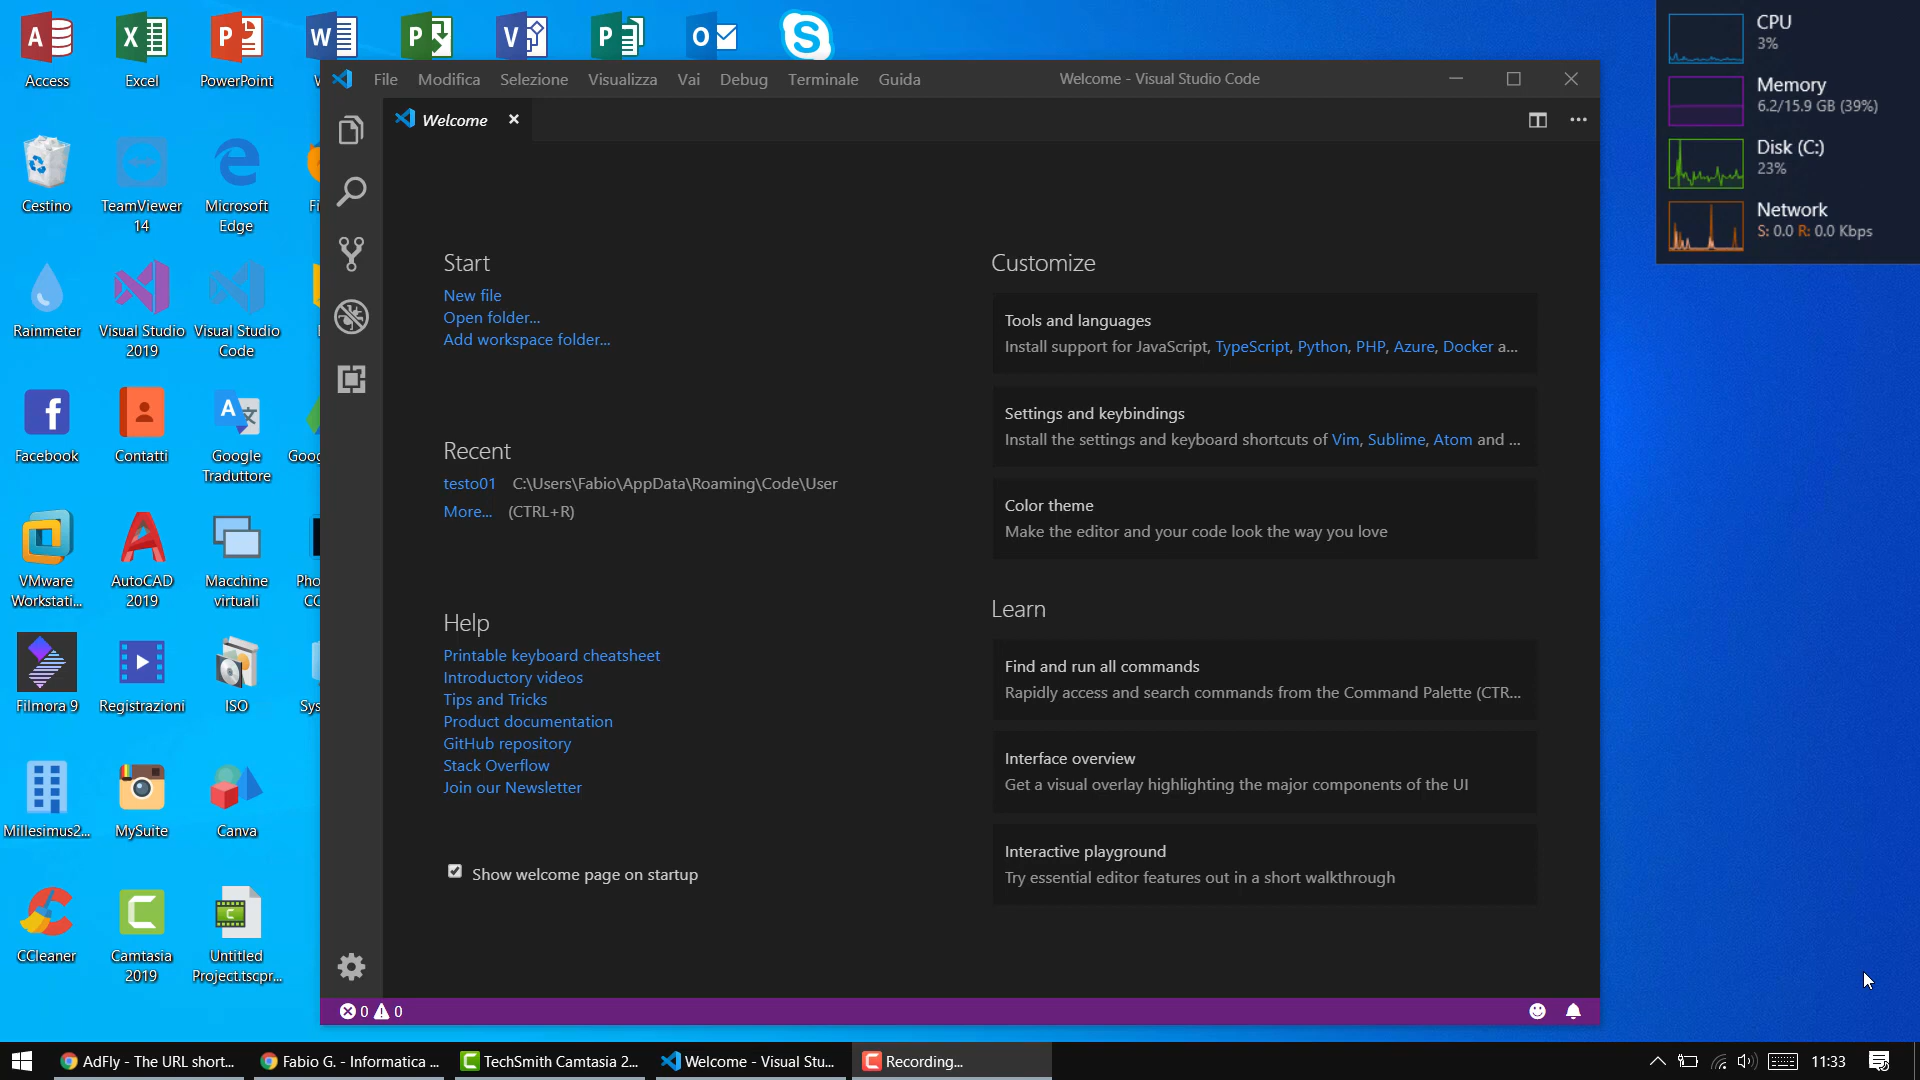 Access
Excel
PowerPoint
CPU
3%
Memory
6.2/15.9 GB (39%)
Disk (C:)
23%
Network
S: 0.0 R: 0.0 Kbps
File Modifica Selezione Visualizza Vai Debug Terminale Guida
Welcome - Visual Studio Code
Welcome
Cestino
TeamViewer
14
Microsoft
Edge
Rainmeter
Visual Studio
2019
Visual Studio
Code
Facebook
Contatti
Google
Traduttore
VMware
Workstati...
AutoCAD
2019
Macchine
virtuali
Filmora 9
Registrazioni
ISO
Millesimus2...
MySuite
Canva
CCleaner
Camtasia
2019
Untitled
Project.tscpr...
Start
New file
Open folder...
Add workspace folder...
Recent
testo01 C:\Users\Fabio\AppData\Roaming\Code\User
More... (CTRL+R)
Help
Printable keyboard cheatsheet
Introductory videos
Tips and Tricks
Product documentation
GitHub repository
Stack Overflow
Join our Newsletter
Show welcome page on startup
Customize
Tools and languages
Install support for JavaScript, TypeScript, Python, PHP, Azure, Docker a...
Settings and keybindings
Install the settings and keyboard shortcuts of Vim, Sublime, Atom and ...
Color theme
Make the editor and your code look the way you love
Learn
Find and run all commands
Rapidly access and search commands from the Command Palette (CTR...
Interface overview
Get a visual overlay highlighting the major components of the UI
Interactive playground
Try essential editor features out in a short walkthrough
0 0
AdFly - The URL short...
Fabio G. - Informatica ...
TechSmith Camtasia 2...
Welcome - Visual Stu...
Recording...
11:33